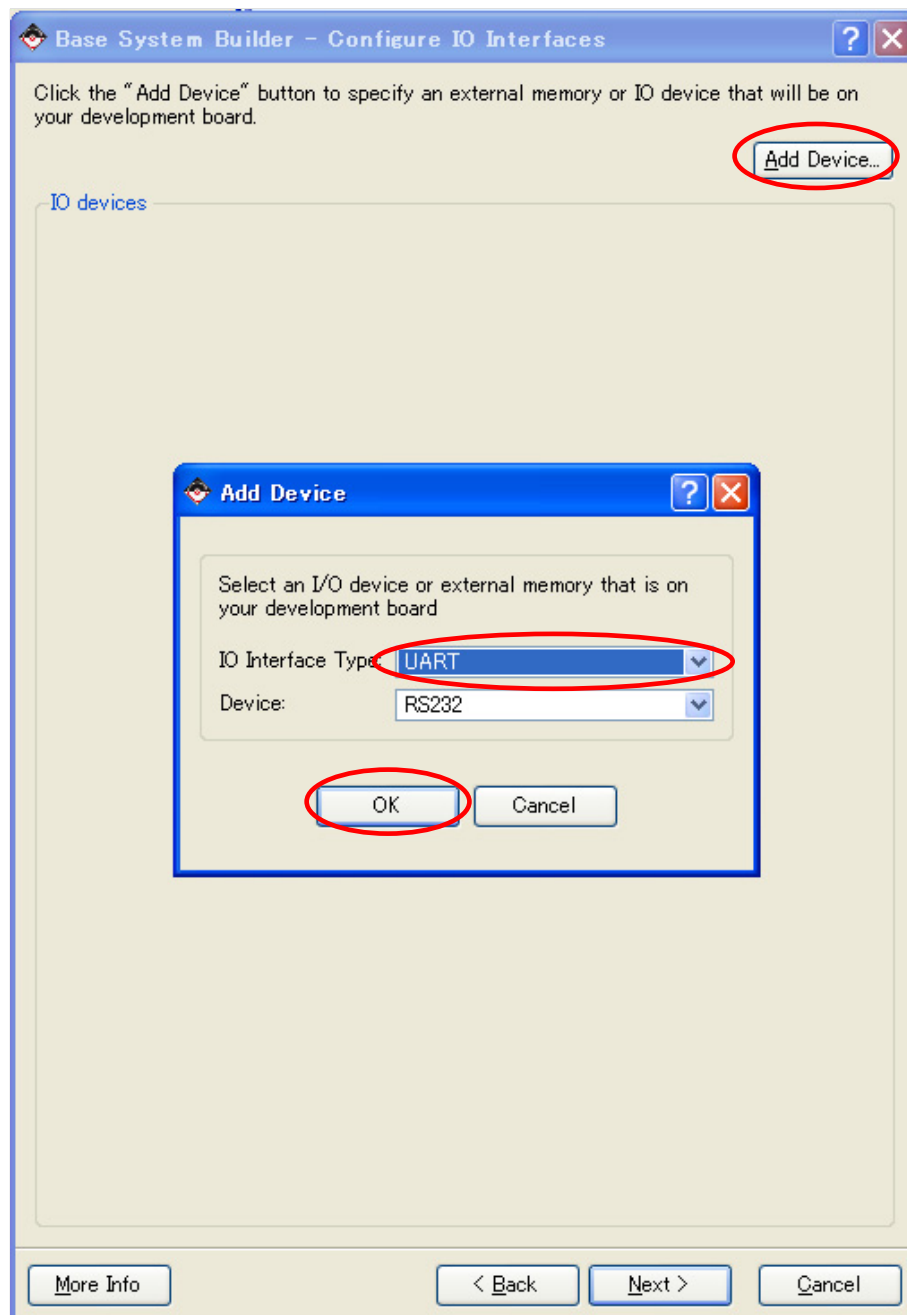 Base System Builder - Configure IO Interfaces
Click the "Add Device" button to specify an external memory or IO device that will be on
your development board.
Add Device...
IO devices
Add Device
Select an I/O device or external memory that is on
your development board
IO Interface Type: UART
Device: RS232
OK Cancel
More Info < Back Next > Cancel